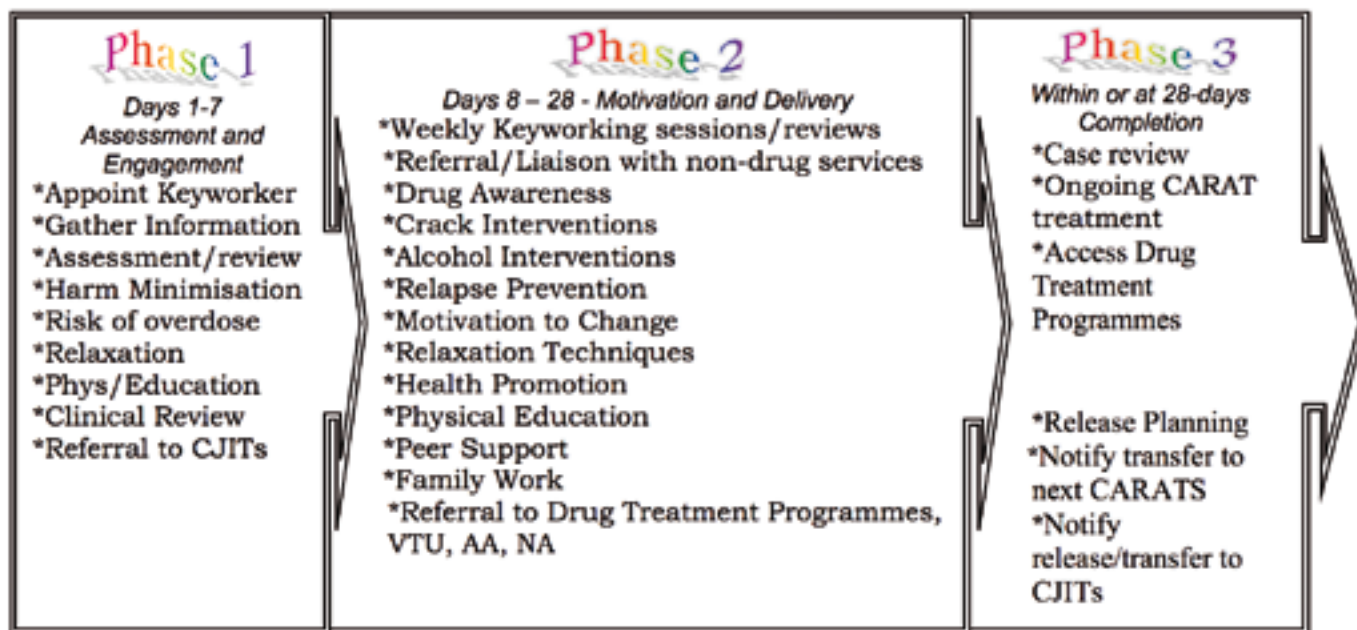 Phase 1
Days 1-7
Assessment and
Engagement
*Appoint Keyworker
*Gather Information
*Assessment/review
*Harm Minimisation
*Risk of overdose
*Relaxation
*Phys/Education
*Clinical Review
*Referral to CJITs
Phase 2
Days 8 – 28 - Motivation and Delivery
*Weekly Keyworking sessions/reviews
*Referral/Liaison with non-drug services
*Drug Awareness
*Crack Interventions
*Alcohol Interventions
*Relapse Prevention
*Motivation to Change
*Relaxation Techniques
*Health Promotion
*Physical Education
*Peer Support
*Family Work
*Referral to Drug Treatment Programmes,
VTU, AA, NA
Phase 3
Within or at 28-days
Completion
*Case review
*Ongoing CARAT
treatment
*Access Drug
Treatment
Programmes
*Release Planning
*Notify transfer to
next CARATS
*Notify
release/transfer to
CJITs